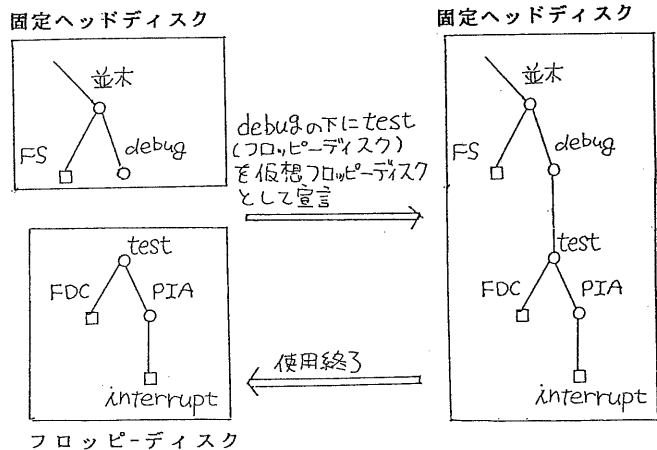 固定ヘッドディスク
並木
FS
debug
debugの下にtest
(フロッピーディスク)
を仮想フロッピーディスク
として宣言
test
FDC
PIA
interrupt
フロッピーディスク
使用終了
固定ヘッドディスク
並木
FS
debug
test
FDC
PIA
interrupt